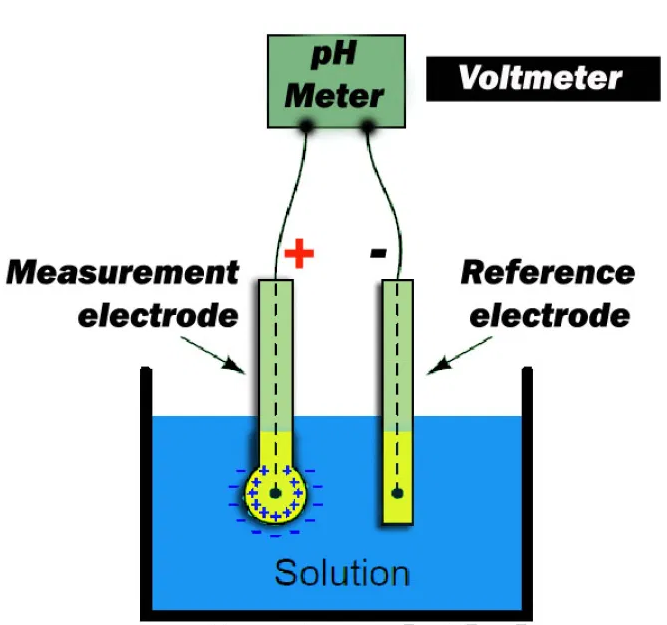 pH
Meter
Voltmeter
+
-
Measurement
electrode
Reference
electrode
Solution